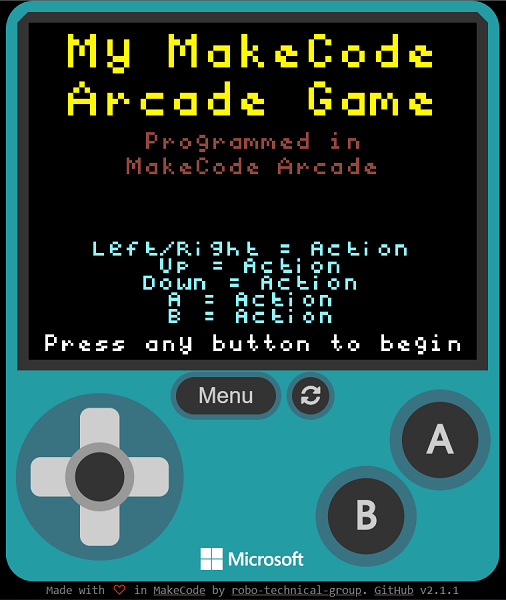 My MakeCode
Arcade Game
Programmed in
MakeCode Arcade
Left/Right = Action
Up = Action
Down = Action
A = Action
B = Action
Press any button to begin
Menu
A
B
Microsoft
Made with ♡ in MakeCode by robo-technical-group. GitHub v2.1.1